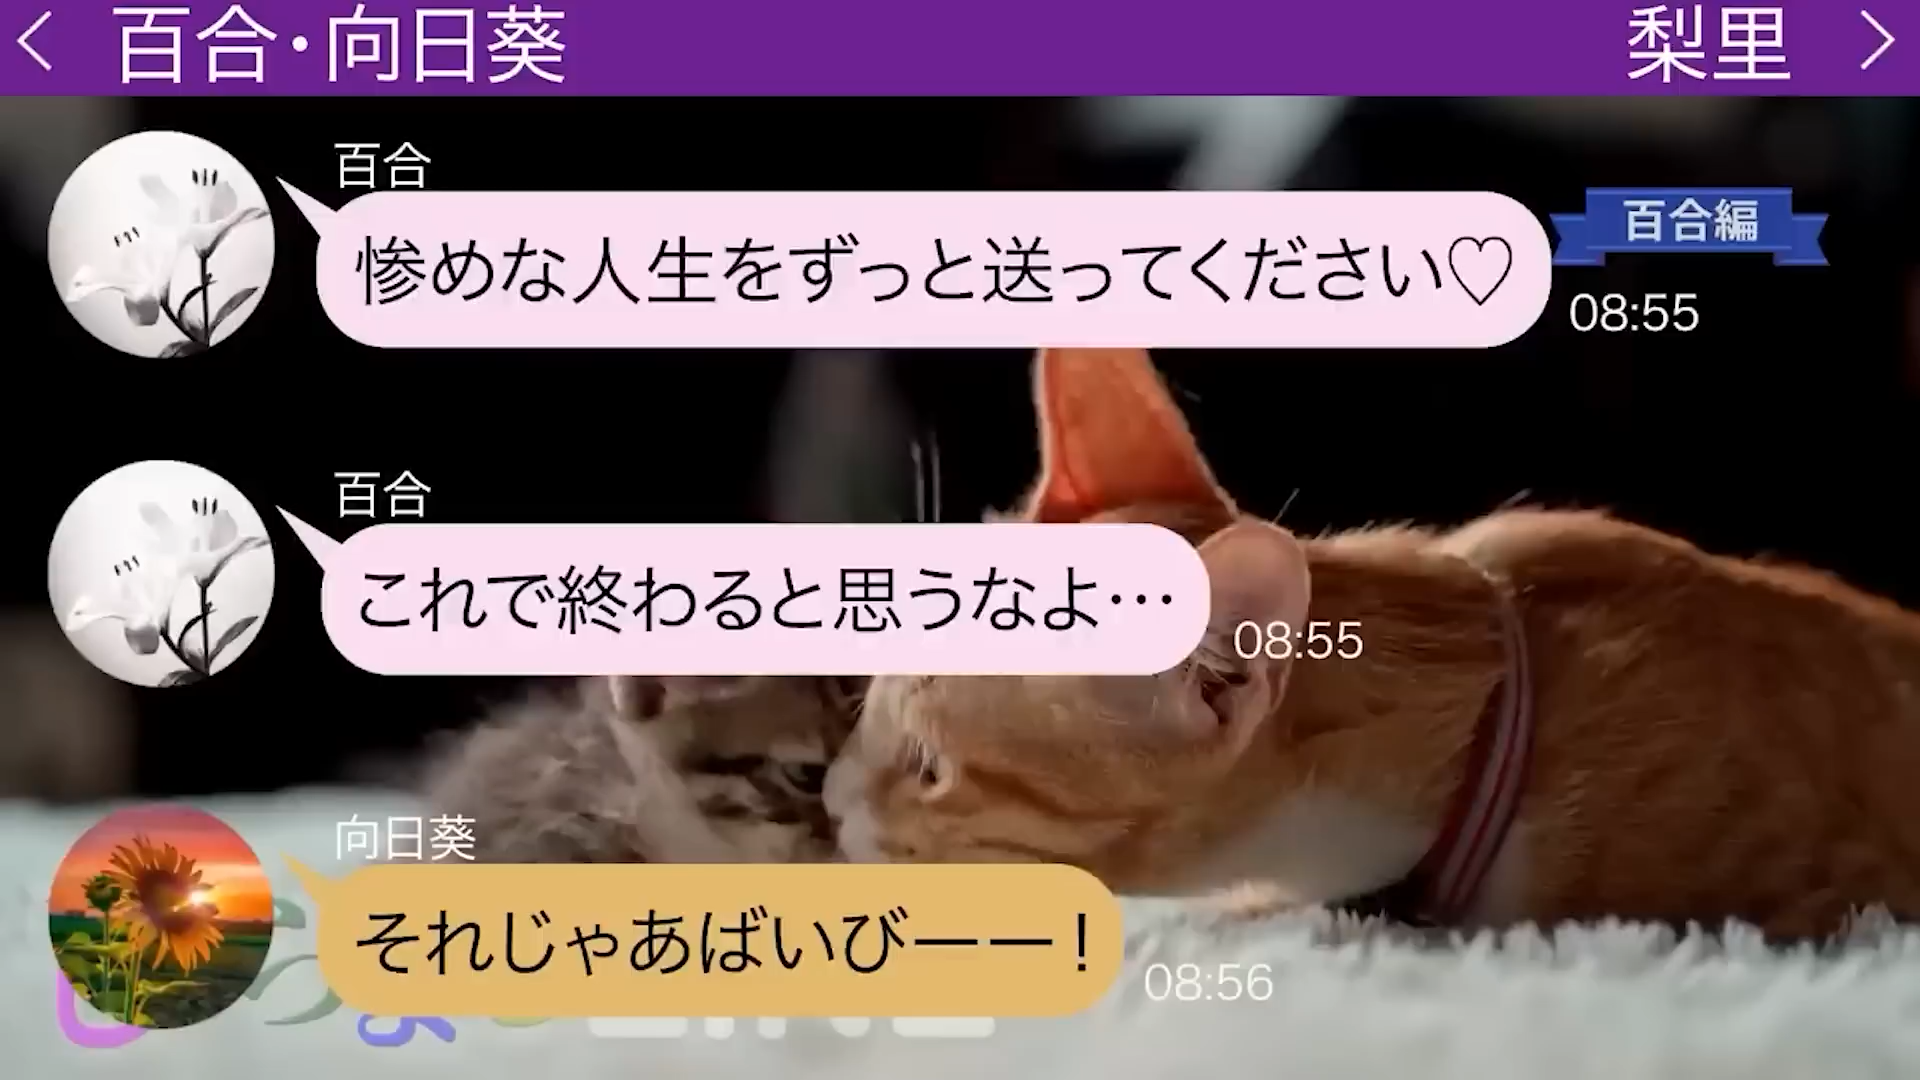 百合・向日葵
梨里
百合
惨めな人生をずっと送ってください♡
百合編
08:55
百合
これで終わると思うなよ…
08:55
向日葵
それじゃあばいびーー！
08:56